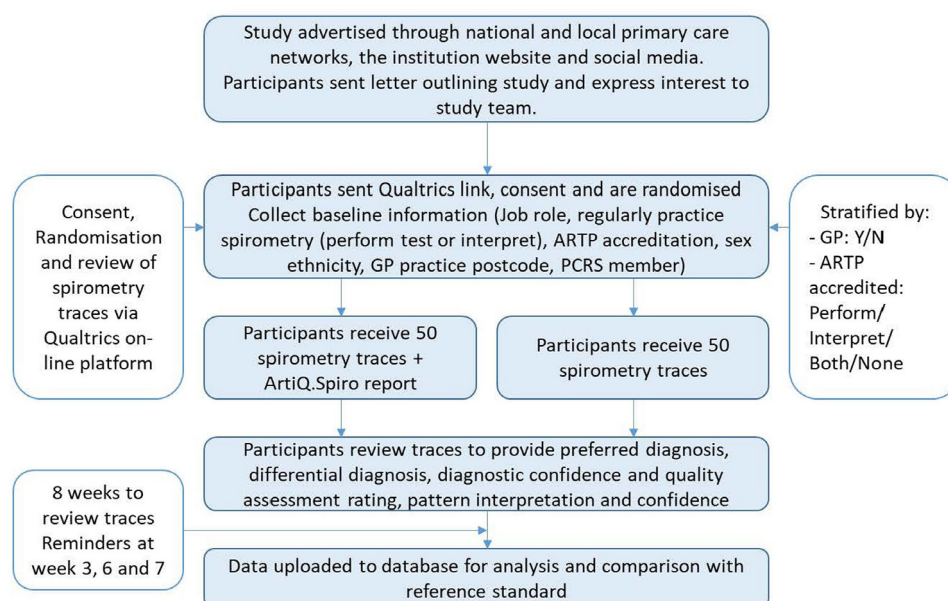 Study advertised through national and local primary care
networks, the institution website and social media.
Participants sent letter outlining study and express interest to
study team.
Consent,
Randomisation
and review of
spirometry
traces via
Qualtrics on-
line platform
Participants sent Qualtrics link, consent and are randomised
Collect baseline information (Job role, regularly practice
spirometry (perform test or interpret), ARTP accreditation, sex
ethnicity, GP practice postcode, PCRS member)
Stratified by:
- GP: Y/N
- ARTP
accredited:
Perform/
Interpret/
Both/None
Participants receive 50
spirometry traces +
ArtiQ.Spiro report
Participants receive 50
spirometry traces
Participants review traces to provide preferred diagnosis,
differential diagnosis, diagnostic confidence and quality
assessment rating, pattern interpretation and confidence
8 weeks to
review traces
Reminders at
week 3, 6 and 7
Data uploaded to database for analysis and comparison with
reference standard